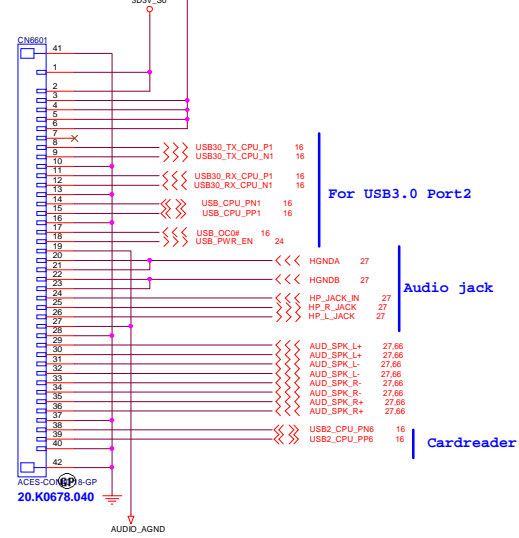 3D3V_S0
CN6601
41
1
2
3
4
5
6
7
8 USB30_TX_CPU_P1 16
9 USB30_TX_CPU_N1 16
10
11 USB30_RX_CPU_P1 16
12 USB30_RX_CPU_N1 16
13
For USB3.0 Port2
14 USB_CPU_PN1 16
15 USB_CPU_PP1 16
16
17 USB_OC0# 16
18 USB_PWR_EN 24
19
20 HGNDA 27
21
22 HGNDB 27
23
Audio jack
24 HP_JACK_IN 27
25 HP_R_JACK 27
26 HP_L_JACK 27
27
28
29 AUD_SPK_L+ 27,66
30 AUD_SPK_L+ 27,66
31 AUD_SPK_L- 27,66
32 AUD_SPK_L- 27,66
33 AUD_SPK_R- 27,66
34 AUD_SPK_R- 27,66
35 AUD_SPK_R+ 27,66
36 AUD_SPK_R+ 27,66
37
38 USB2_CPU_PN6 16
39 USB2_CPU_PP6 16
Cardreader
40
42
20.K0678.040
AUDIO_AGND